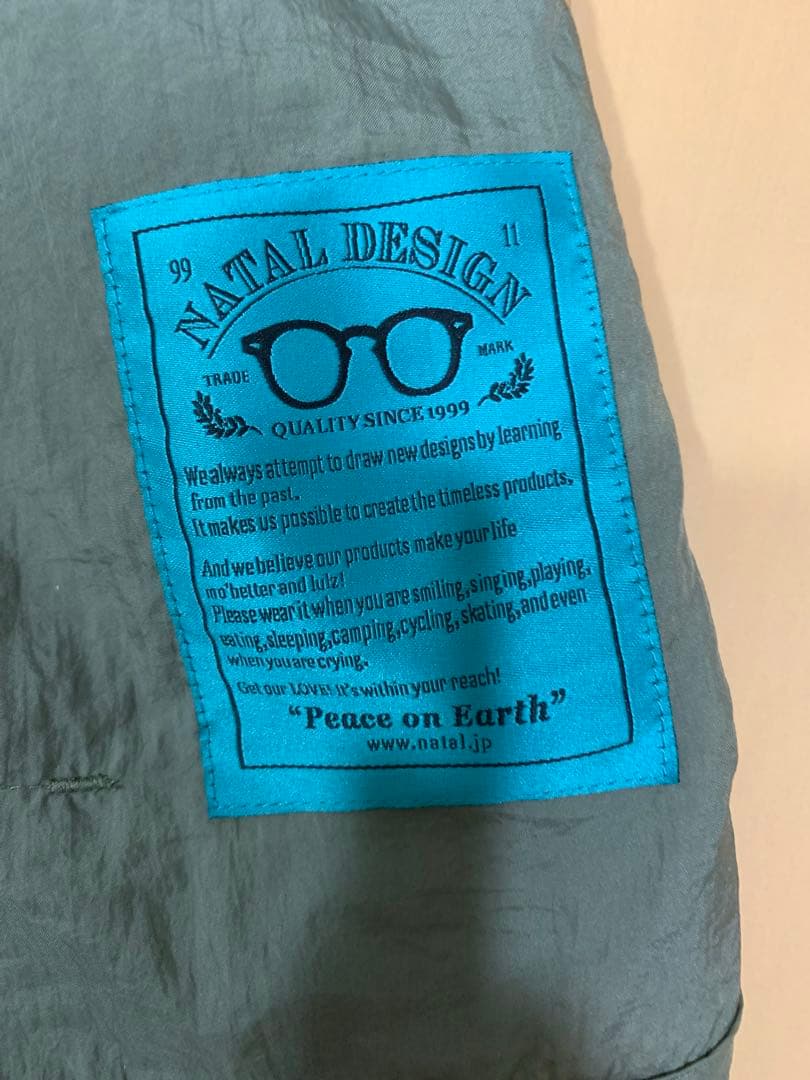 NATAL DESIGN
99 11
TRADE MARK
QUALITY SINCE 1999
We always attempt to draw new designs by learning
from the past.
It makes us possible to create the timeless products.
And we believe our products make your life
mo'better and lulz!
Please wear it when you are smiling,singing,playing,
eating,sleeping,camping,cycling,skating,and even
when you are crying.
Get our LOVE! It's within your reach!
"Peace on Earth"
www.natal.jp